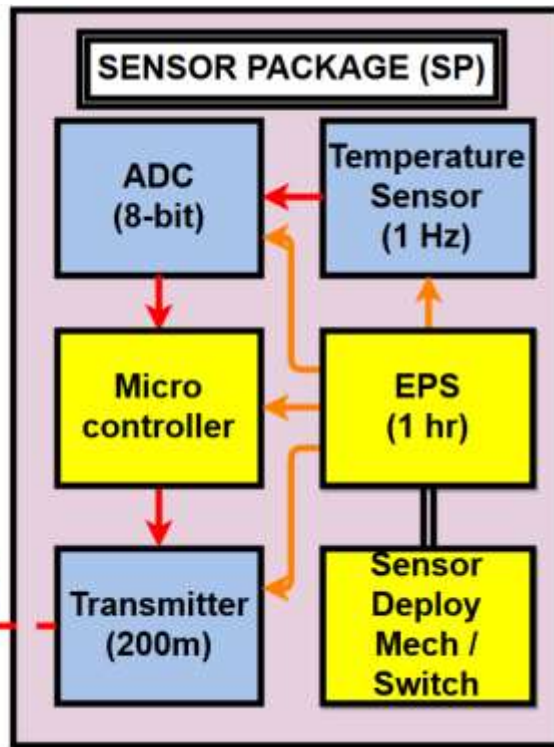 SENSOR PACKAGE (SP)
ADC
(8-bit)
Temperature
Sensor
(1 Hz)
Micro
controller
EPS
(1 hr)
Transmitter
(200m)
Sensor
Deploy
Mech /
Switch